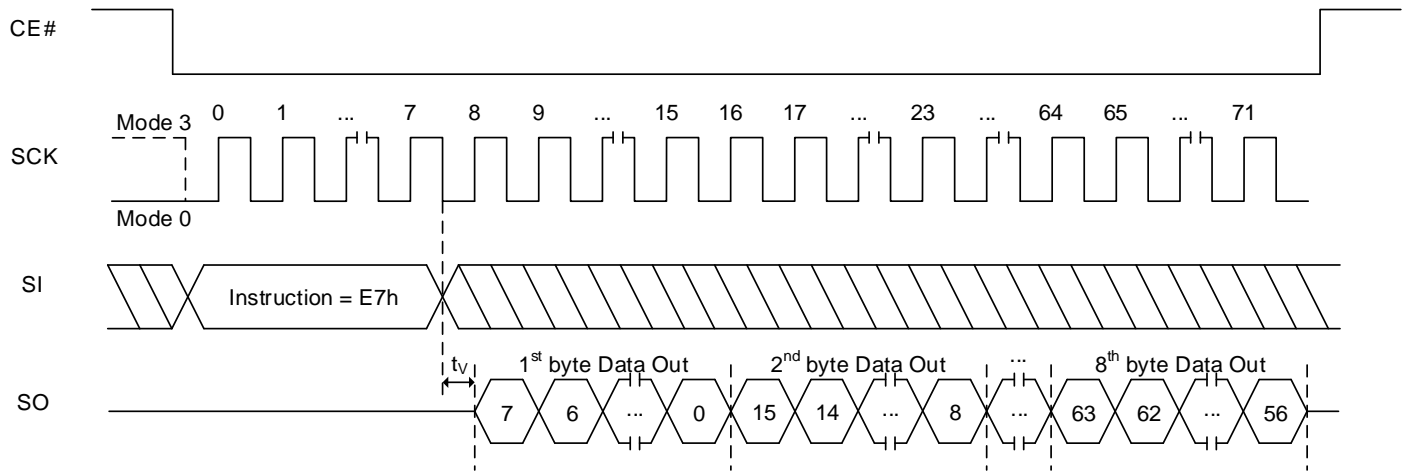 CE#
0 1 ... 7 8 9 ... 15 16 17 ... 23 ... 64 65 ... 71
Mode 3
SCK
Mode 0
SI
Instruction = E7h
tV 1st byte Data Out 2nd byte Data Out ... 8th byte Data Out
SO
7 6 ... 0 15 14 ... 8 ... 63 62 ... 56